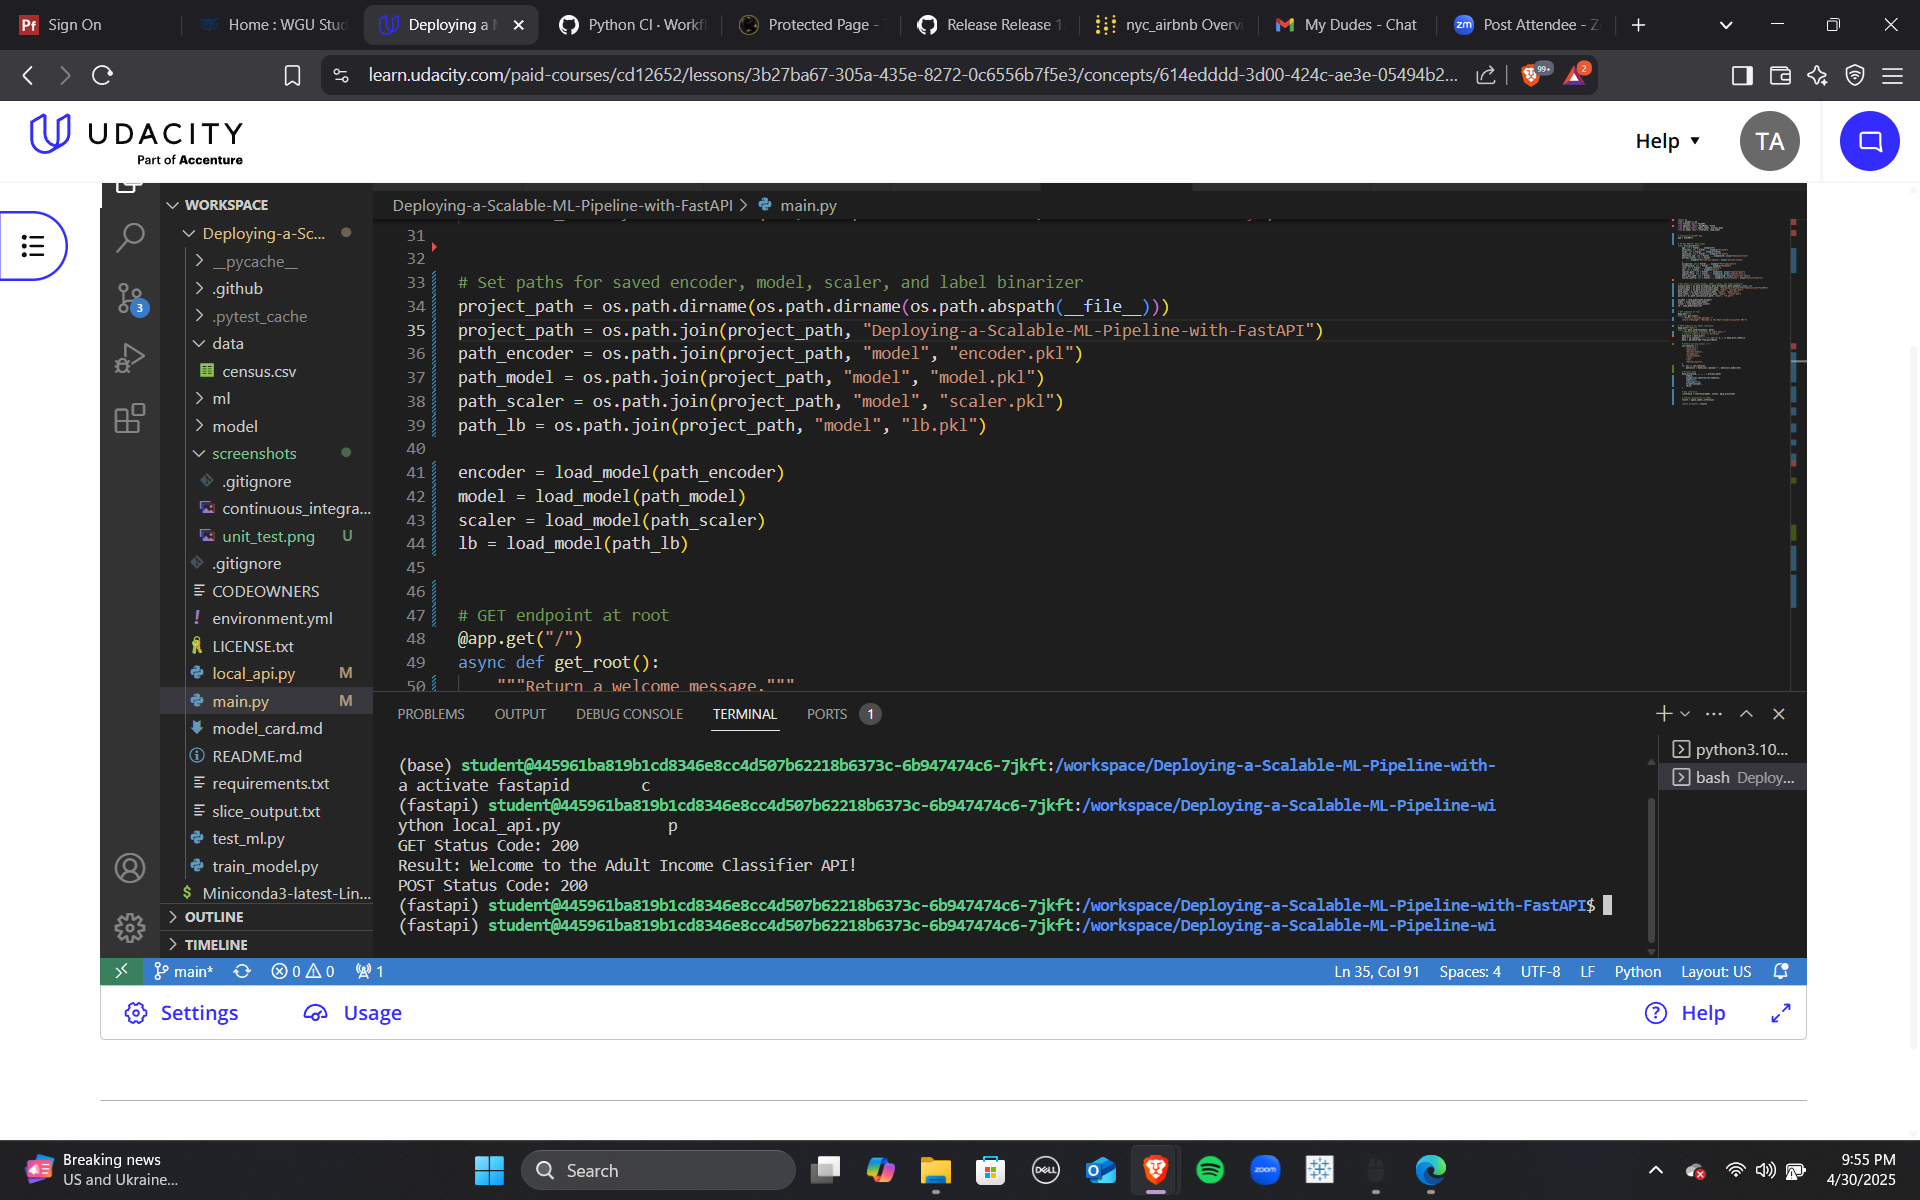 Sign On
Home : WGU Stud
Deploying a M
Python CI · Workfl
Protected Page -
Release Release 1.
nyc_airbnb Overvi
My Dudes - Chat
Post Attendee - Z
learn.udacity.com/paid-courses/cd12652/lessons/3b27ba67-305a-435e-8272-0c6556b7f5e3/concepts/614edddd-3d00-424c-ae3e-05494b2...
99+
2
UDACITY
Part of Accenture
Help
TA
WORKSPACE
Deploying-a-Sc...
__pycache__
.github
.pytest_cache
data
census.csv
ml
model
screenshots
.gitignore
continuous_integra...
unit_test.png U
.gitignore
CODEOWNERS
environment.yml
LICENSE.txt
local_api.py M
main.py M
model_card.md
README.md
requirements.txt
slice_output.txt
test_ml.py
train_model.py
Miniconda3-latest-Lin...
OUTLINE
TIMELINE
3
Deploying-a-Scalable-ML-Pipeline-with-FastAPI > main.py
31
32
33 # Set paths for saved encoder, model, scaler, and label binarizer
34 project_path = os.path.dirname(os.path.dirname(os.path.abspath(__file__)))
35 project_path = os.path.join(project_path, "Deploying-a-Scalable-ML-Pipeline-with-FastAPI")
36 path_encoder = os.path.join(project_path, "model", "encoder.pkl")
37 path_model = os.path.join(project_path, "model", "model.pkl")
38 path_scaler = os.path.join(project_path, "model", "scaler.pkl")
39 path_lb = os.path.join(project_path, "model", "lb.pkl")
40
41 encoder = load_model(path_encoder)
42 model = load_model(path_model)
43 scaler = load_model(path_scaler)
44 lb = load_model(path_lb)
45
46
47 # GET endpoint at root
48 @app.get("/")
49 async def get_root():
50 """Return a welcome message."""
PROBLEMS OUTPUT DEBUG CONSOLE TERMINAL PORTS 1
(base) student@445961ba819b1cd8346e8cc4d507b62218b6373c-6b947474c6-7jkft:/workspace/Deploying-a-Scalable-ML-Pipeline-with-
a activate fastapid c
(fastapi) student@445961ba819b1cd8346e8cc4d507b62218b6373c-6b947474c6-7jkft:/workspace/Deploying-a-Scalable-ML-Pipeline-wi
ython local_api.py p
GET Status Code: 200
Result: Welcome to the Adult Income Classifier API!
POST Status Code: 200
(fastapi) student@445961ba819b1cd8346e8cc4d507b62218b6373c-6b947474c6-7jkft:/workspace/Deploying-a-Scalable-ML-Pipeline-with-FastAPI$
(fastapi) student@445961ba819b1cd8346e8cc4d507b62218b6373c-6b947474c6-7jkft:/workspace/Deploying-a-Scalable-ML-Pipeline-wi
python3.10...
bash Deploy...
main* 0 0 1
Ln 35, Col 91 Spaces: 4 UTF-8 LF Python Layout: US
Settings
Usage
Help
Breaking news
US and Ukraine...
Search
DELL
zoom
9:55 PM
4/30/2025